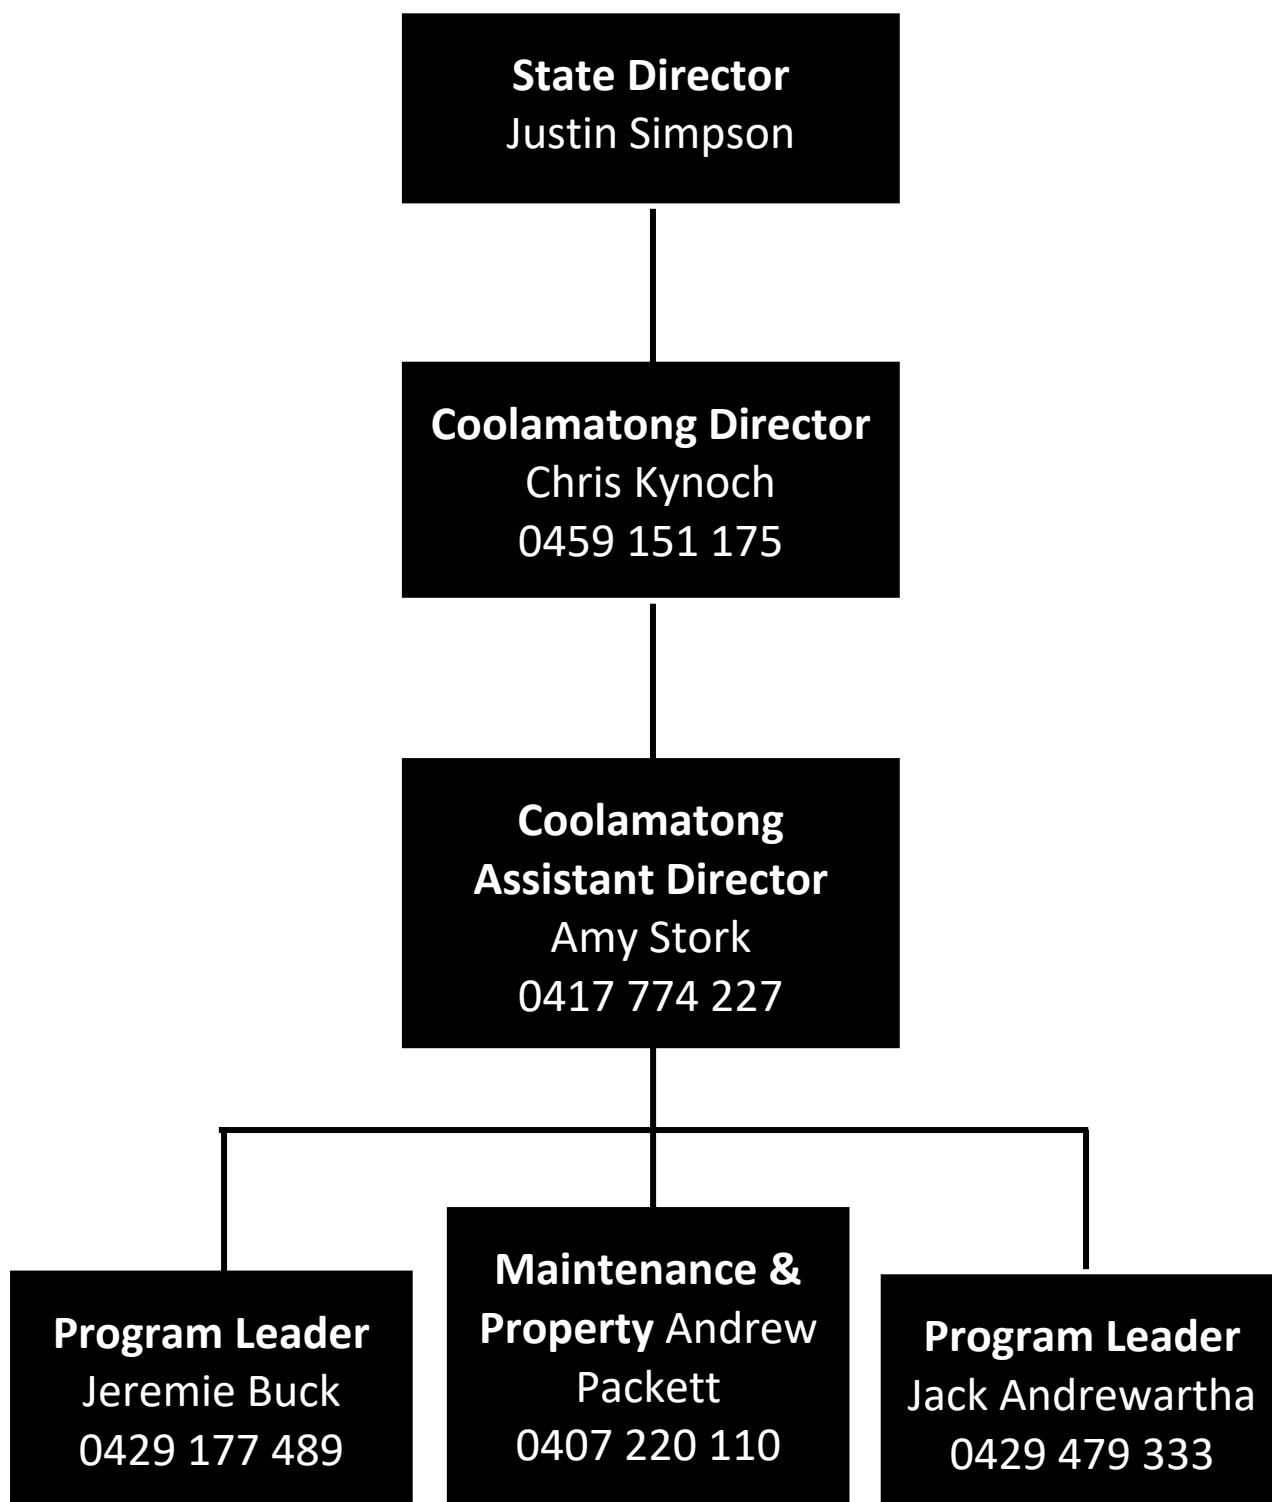 State Director
Justin Simpson
Coolamatong Director
Chris Kynoch
0459 151 175
Coolamatong
Assistant Director
Amy Stork
0417 774 227
Program Leader
Jeremie Buck
0429 177 489
Maintenance &
Property Andrew
Packett
0407 220 110
Program Leader
Jack Andrewartha
0429 479 333